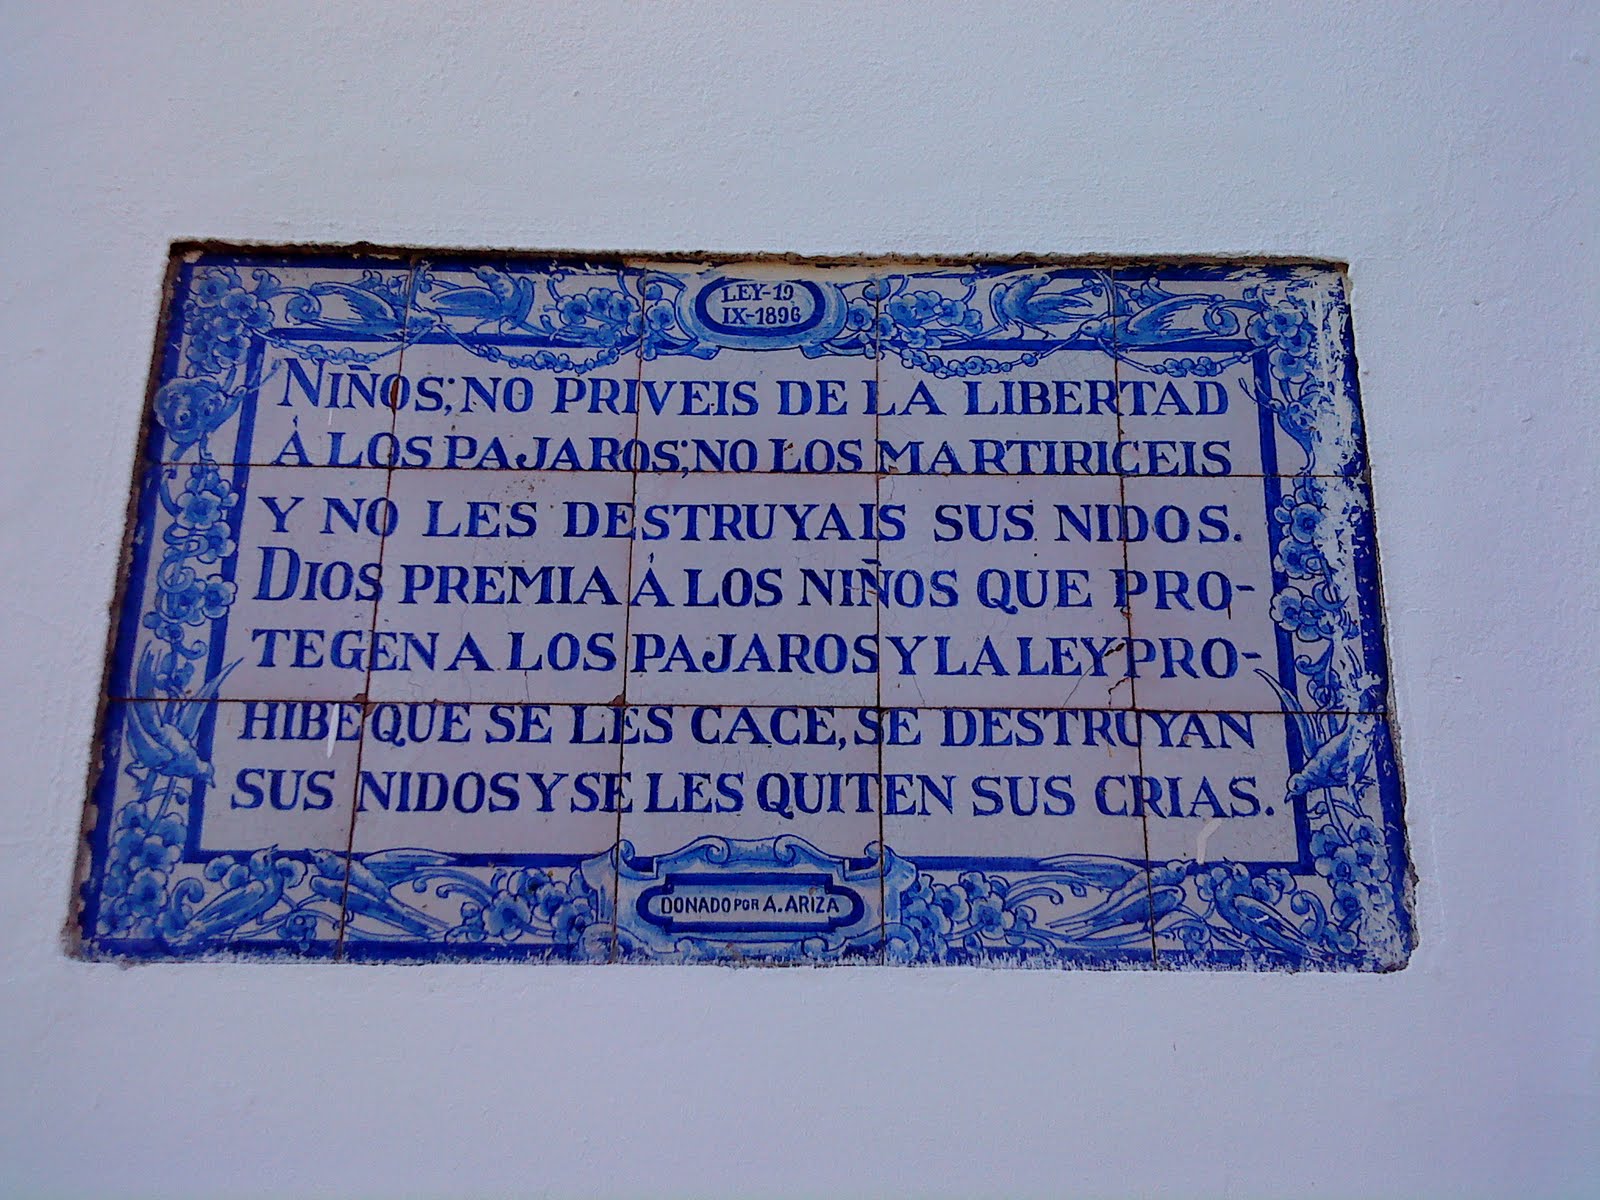 LEY-19
IX-1896
NIÑOS; NO PRIVEIS DE LA LIBERTAD
Á LOS PAJAROS; NO LOS MARTIRICEIS
Y NO LES DESTRUYAIS SUS NIDOS.
DIOS PREMIA Á LOS NIÑOS QUE PRO-
TEGEN A LOS PAJAROS Y LA LEY PRO-
HIBE QUE SE LES CACE, SE DESTRUYAN
SUS NIDOS Y SE LES QUITEN SUS CRIAS.
DONADO POR A. ARIZA